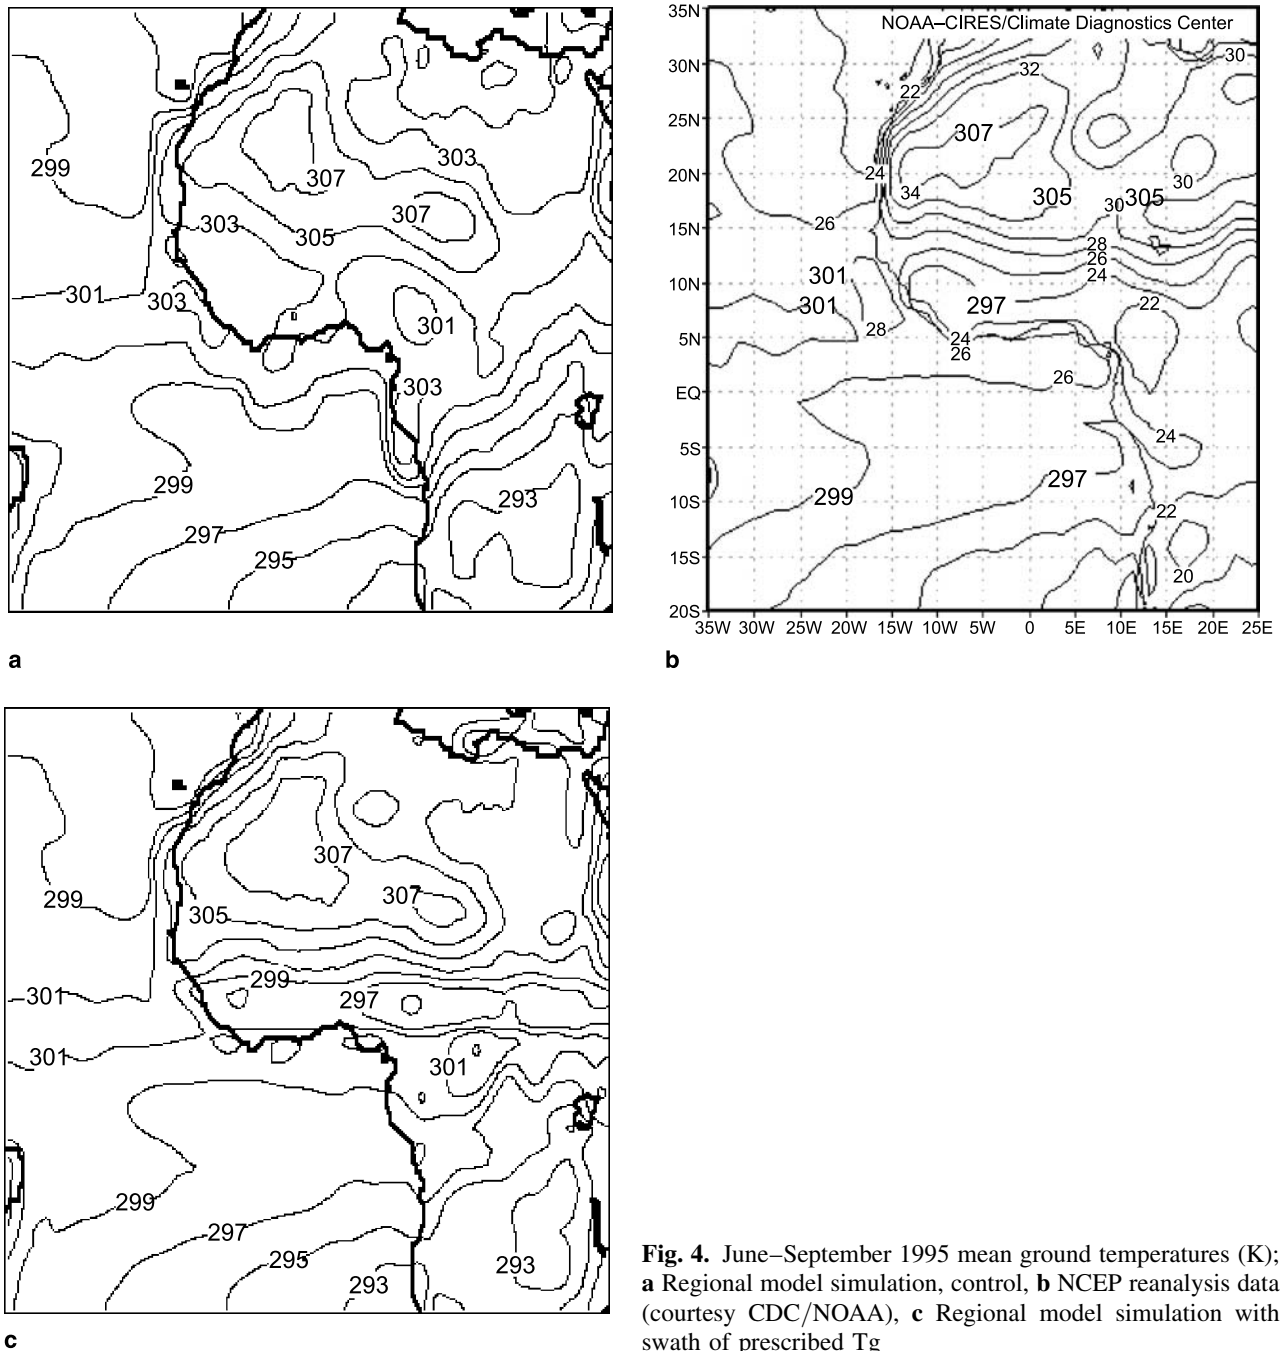 299
307
303
307
303
305
301
303
301
303
299
293
297
295
a
NOAA–CIRES/Climate Diagnostics Center
35N
30N
25N
20N
15N
10N
5N
EQ
5S
10S
15S
20S
35W 30W 25W 20W 15W 10W 5W 0 5E 10E 15E 20E 25E
30
32
22
307
24
34
305
30
305
30
26
28
26
24
301
301
297
22
28
24
26
26
24
297
299
22
20
b
307
299
307
305
299
301
297
301
301
299
297
295
293
293
c
Fig. 4. June–September 1995 mean ground temperatures (K);
a Regional model simulation, control, b NCEP reanalysis data
(courtesy CDC/NOAA), c Regional model simulation with
swath of prescribed Tg